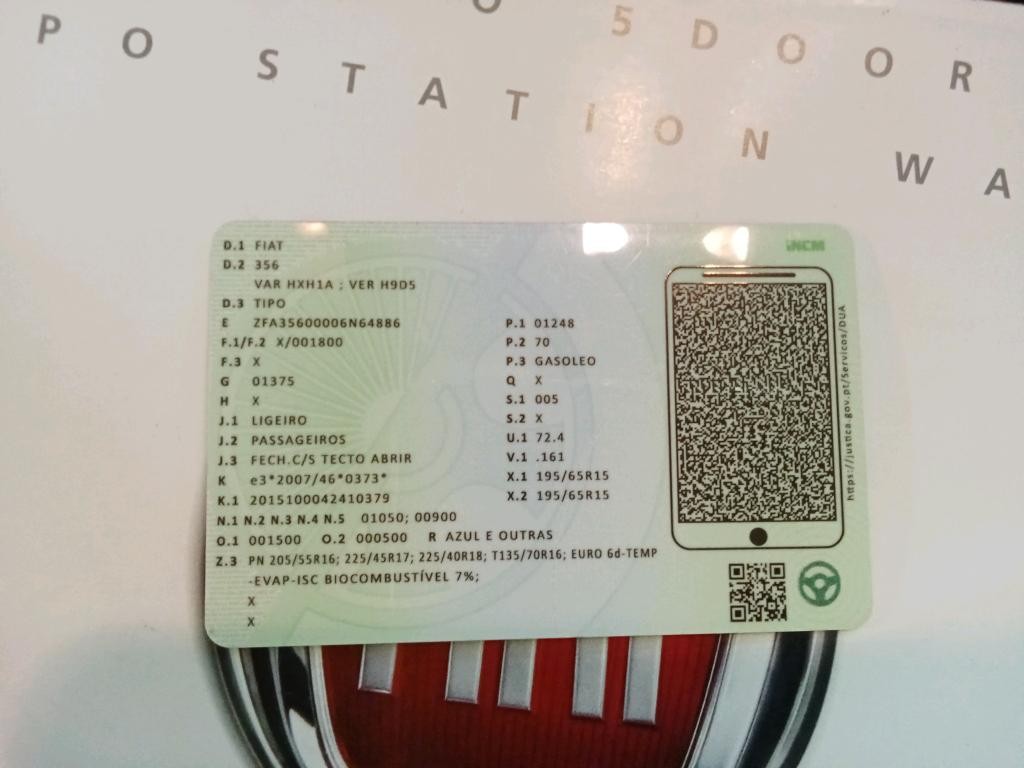 O 5DOOR
PO STATION WA
iNCM
D.1 FIAT
D.2 356
VAR HXH1A ; VER H9D5
D.3 TIPO
E ZFA35600006N64886
F.1/F.2 X/001800
F.3 X
G 01375
H X
J.1 LIGEIRO
J.2 PASSAGEIROS
J.3 FECH.C/S TECTO ABRIR
K e3*2007/46*0373*
K.1 2015100042410379
P.1 01248
P.2 70
P.3 GASOLEO
Q X
S.1 005
S.2 X
U.1 72.4
V.1 .161
X.1 195/65R15
X.2 195/65R15
N.1 N.2 N.3 N.4 N.5 01050; 00900
O.1 001500 O.2 000500 R AZUL E OUTRAS
Z.3 PN 205/55R16; 225/45R17; 225/40R18; T135/70R16; EURO 6d-TEMP
-EVAP-ISC BIOCOMBUSTÍVEL 7%;
X
X
https://justica.gov.pt/Servicos/DUA